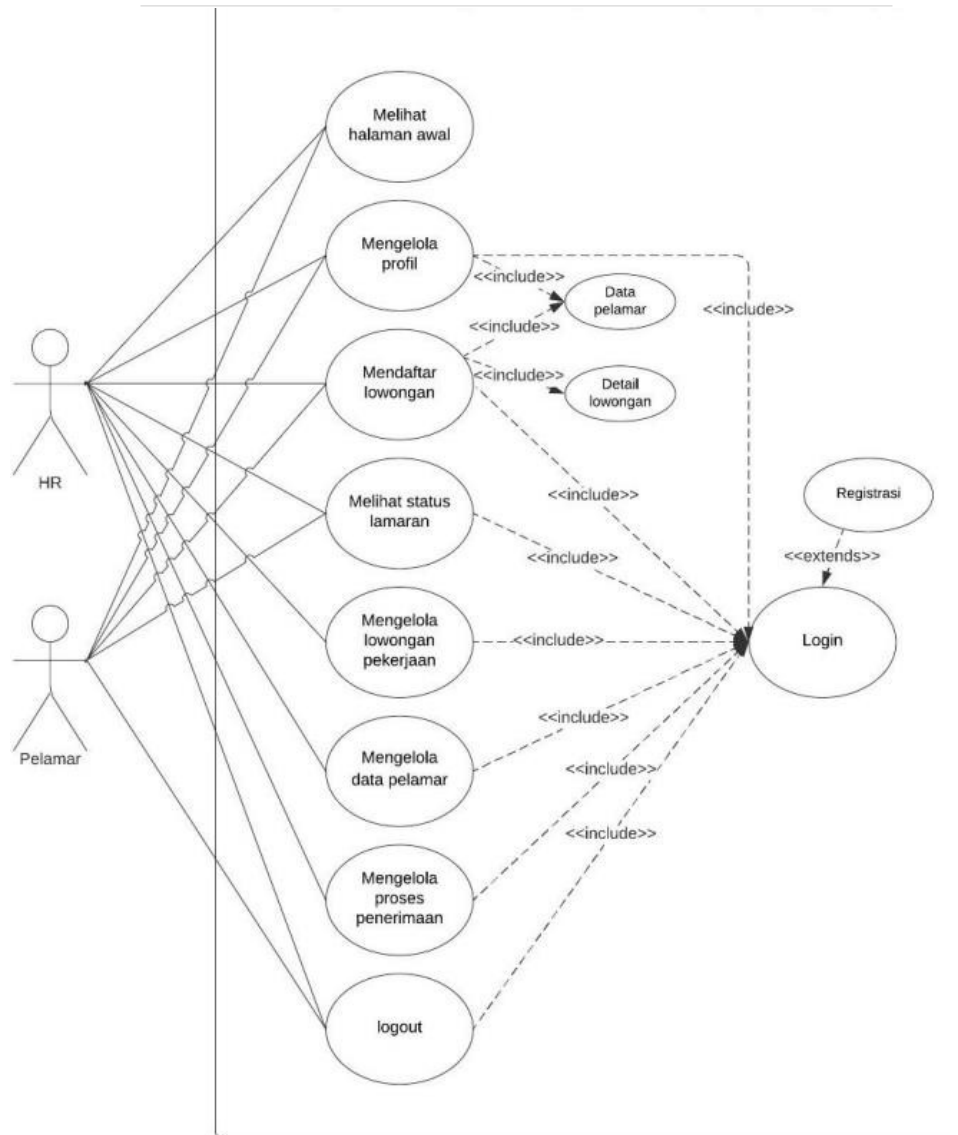 Melihat
halaman awal
Mengelola
profil
<<include>>
Data
pelamar
<<include>>
<<include>>
HR
Mendaftar
lowongan
<<include>>
Detail
lowongan
Melihat status
lamaran
<<include>>
Registrasi
<<extends>>
<<include>>
Pelamar
Mengelola
lowongan
pekerjaan
<<include>>
Login
Mengelola
data pelamar
<<include>>
<<include>>
Mengelola
proses
penerimaan
<<include>>
logout